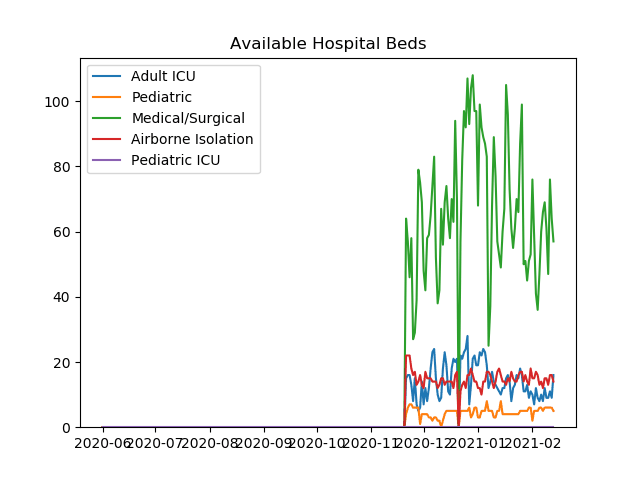 Available Hospital Beds
Adult ICU
Pediatric
Medical/Surgical
Airborne Isolation
Pediatric ICU
100
80
60
40
20
0
2020-06 2020-07 2020-08 2020-09 2020-10 2020-11 2020-12 2021-01 2021-02